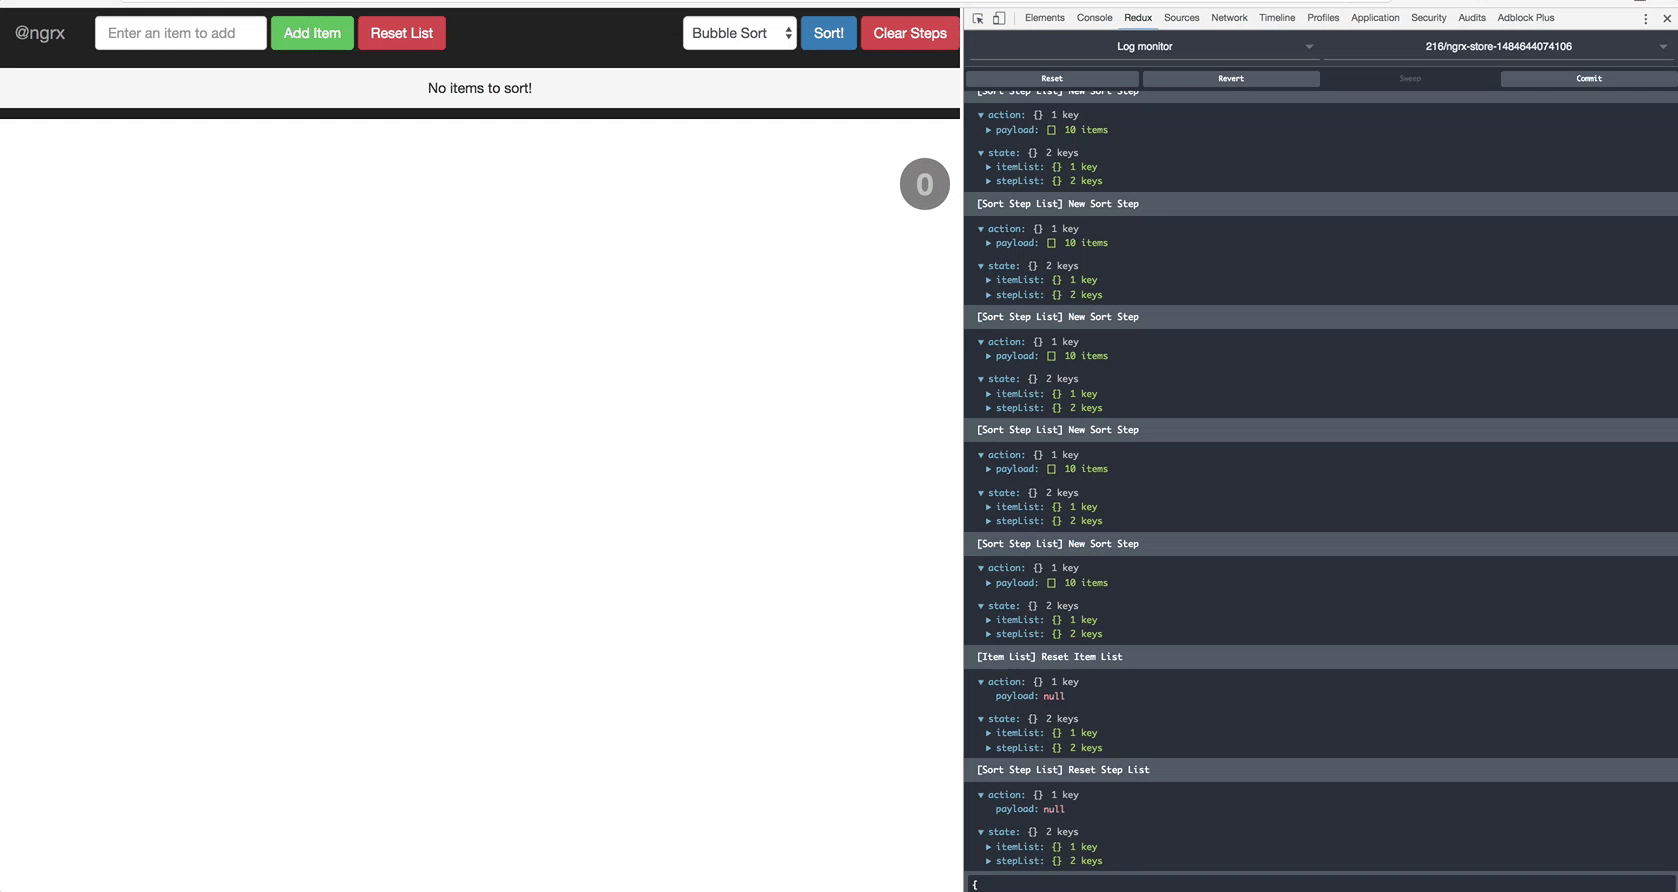 @ngrx Enter an item to add Add Item Reset List Bubble Sort Sort! Clear Steps
No items to sort!
0
Elements Console Redux Sources Network Timeline Profiles Application Security Audits Adblock Plus
Log monitor 216/ngrx-store-1484644074106
Reset Revert Sweep Commit
[Sort Step List] New Sort Step
action: {} 1 key
payload: [] 10 items
state: {} 2 keys
itemList: {} 1 key
stepList: {} 2 keys
[Sort Step List] New Sort Step
action: {} 1 key
payload: [] 10 items
state: {} 2 keys
itemList: {} 1 key
stepList: {} 2 keys
[Sort Step List] New Sort Step
action: {} 1 key
payload: [] 10 items
state: {} 2 keys
itemList: {} 1 key
stepList: {} 2 keys
[Sort Step List] New Sort Step
action: {} 1 key
payload: [] 10 items
state: {} 2 keys
itemList: {} 1 key
stepList: {} 2 keys
[Sort Step List] New Sort Step
action: {} 1 key
payload: [] 10 items
state: {} 2 keys
itemList: {} 1 key
stepList: {} 2 keys
[Item List] Reset Item List
action: {} 1 key
payload: null
state: {} 2 keys
itemList: {} 1 key
stepList: {} 2 keys
[Sort Step List] Reset Step List
action: {} 1 key
payload: null
state: {} 2 keys
itemList: {} 1 key
stepList: {} 2 keys
{